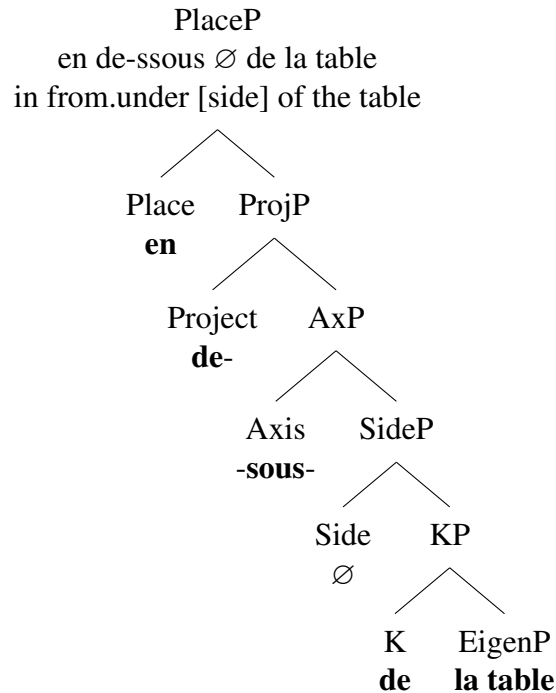 PlaceP
en de-ssous ∅ de la table
in from.under [side] of the table
Place ProjP
en
Project AxP
de-
Axis SideP
-sous-
Side KP
∅
K EigenP
de la table